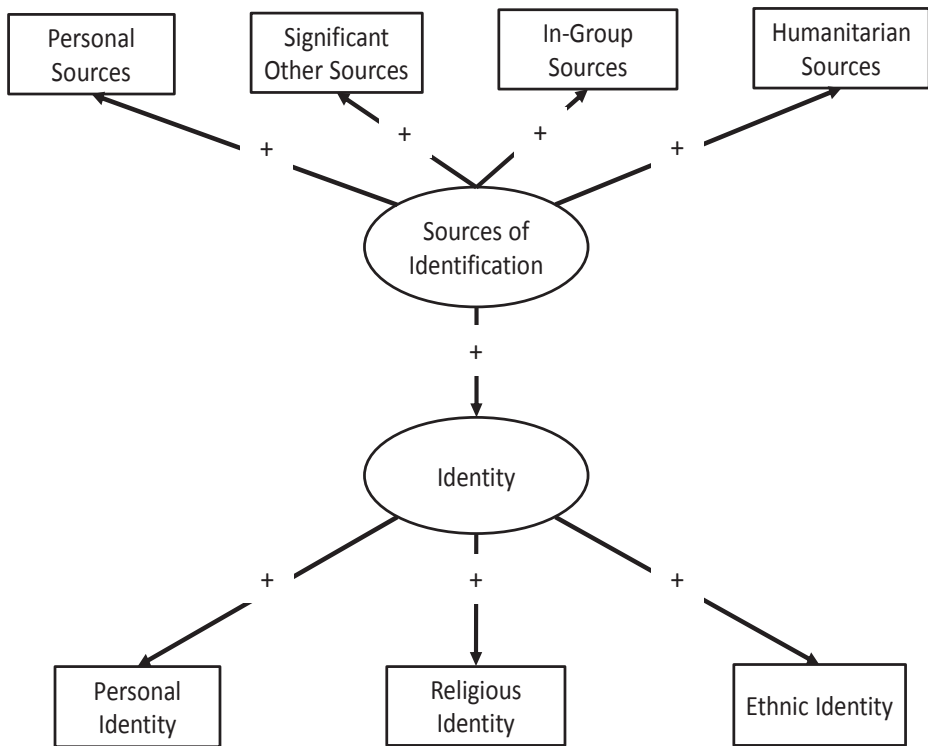 Personal
Sources
Significant
Other Sources
In-Group
Sources
Humanitarian
Sources
+
+
+
+
Sources of
Identification
+
Identity
+
+
+
Personal
Identity
Religious
Identity
Ethnic Identity